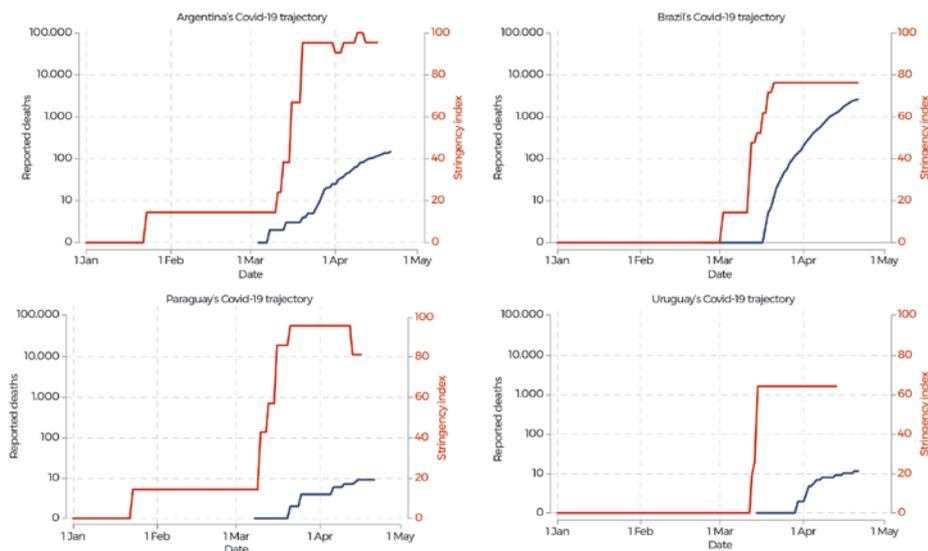 Argentina's Covid-19 trajectory
100.000
10.000
1.000
100
10
0
Reported deaths
100
80
60
40
20
0
Stringency index
1 Jan 1 Feb 1 Mar 1 Apr 1 May
Date
Brazil's Covid-19 trajectory
100.000
10.000
1.000
100
10
0
Reported deaths
100
80
60
40
20
0
Stringency index
1 Jan 1 Feb 1 Mar 1 Apr 1 May
Date
Paraguay's Covid-19 trajectory
100.000
10.000
1.000
100
10
0
Reported deaths
100
80
60
40
20
0
Stringency index
1 Jan 1 Feb 1 Mar 1 Apr 1 May
Date
Uruguay's Covid-19 trajectory
100.000
10.000
1.000
100
10
0
Reported deaths
100
80
60
40
20
0
Stringency index
1 Jan 1 Feb 1 Mar 1 Apr 1 May
Date